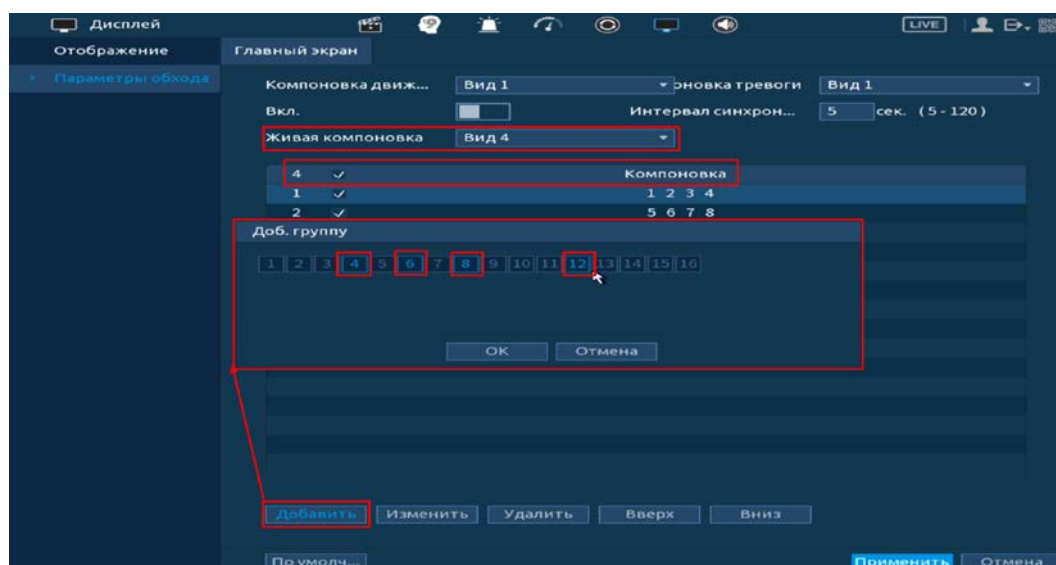 Дисплей LIVE
Отображение Главный экран
Параметры обхода
Компоновка движ... Вид 1 оновка тревоги Вид 1
Вкл. Интервал синхрон... 5 сек. (5-120)
Живая компоновка Вид 4
4 Компоновка
1 1 2 3 4
2 5 6 7 8
Доб. группу
1 2 3 4 5 6 7 8 9 10 11 12 13 14 15 16
OK Отмена
Добавить Изменить Удалить Вверх Вниз
По умолч... Применить Отмена